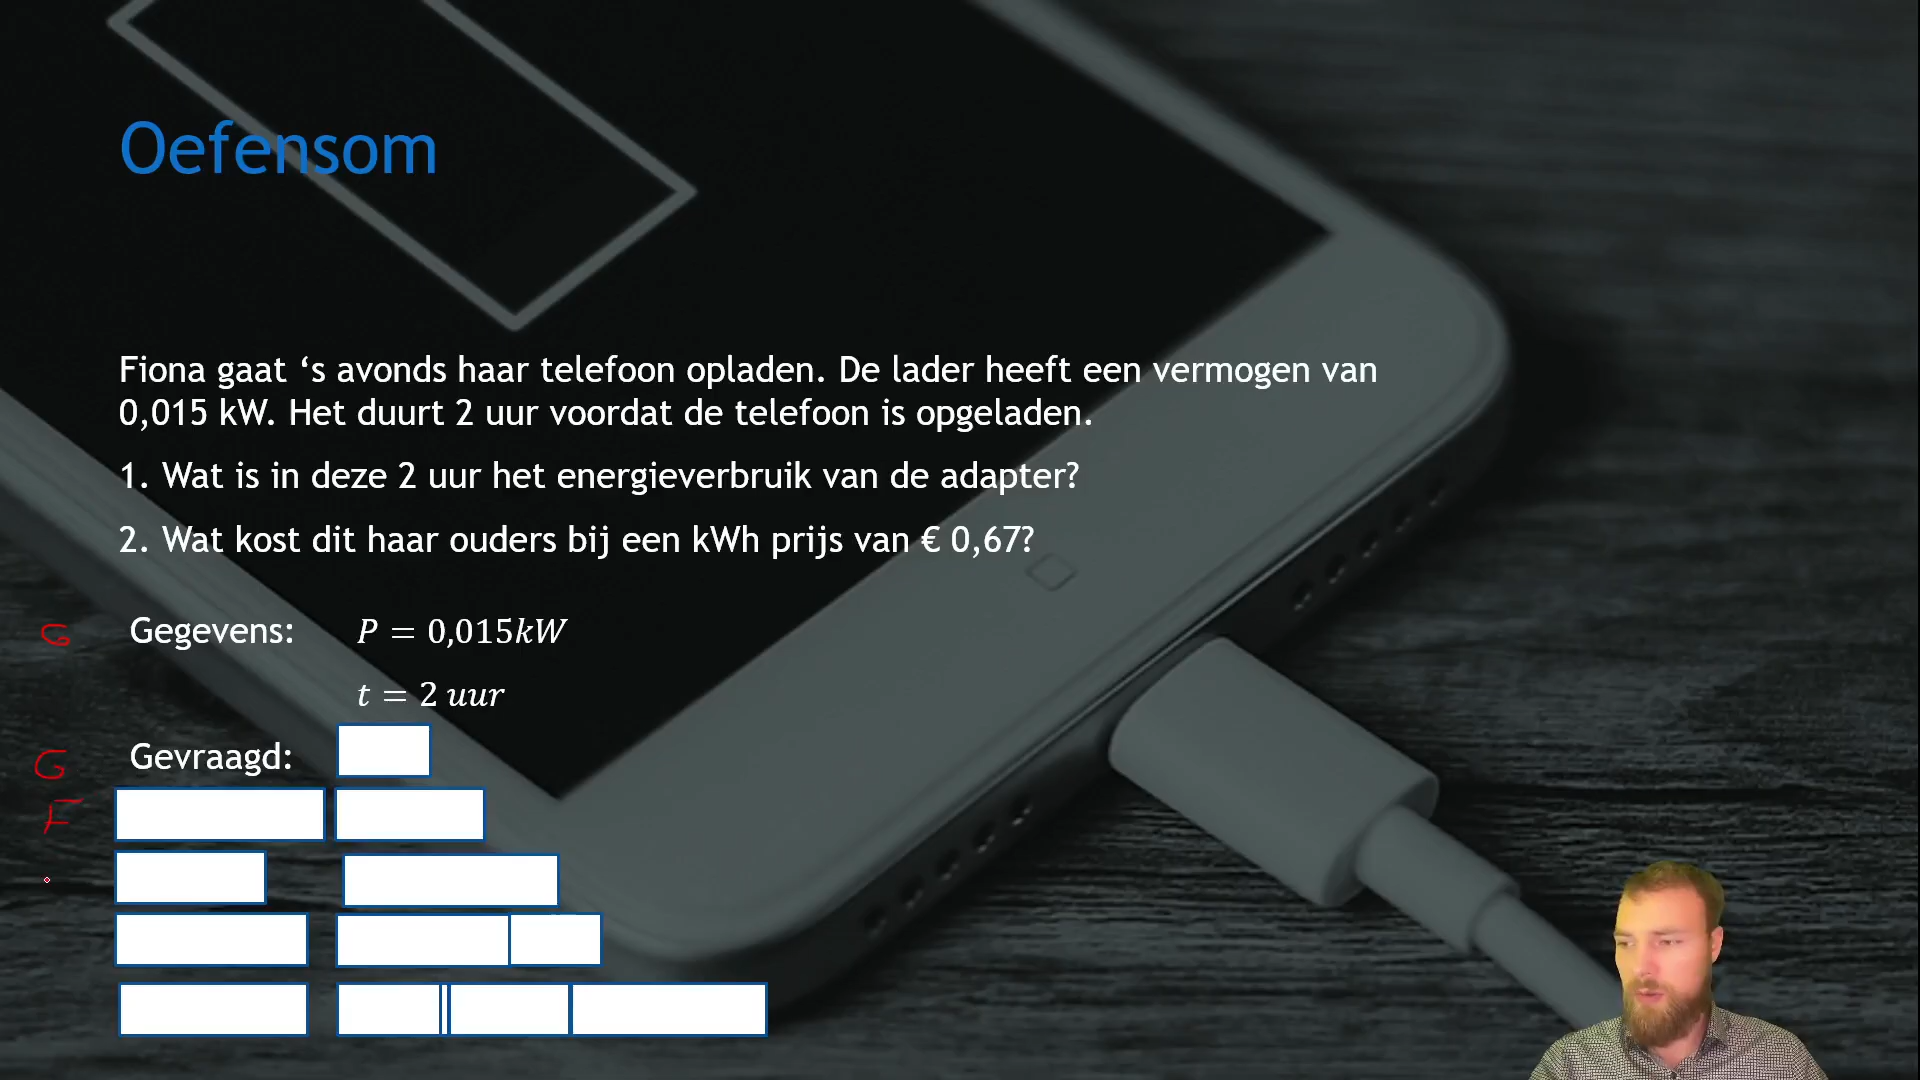 Oefensom
Fiona gaat ‘s avonds haar telefoon opladen. De lader heeft een vermogen van
0,015 kW. Het duurt 2 uur voordat de telefoon is opgeladen.
1. Wat is in deze 2 uur het energieverbruik van de adapter?
2. Wat kost dit haar ouders bij een kWh prijs van € 0,67?
G Gegevens: P = 0,015kW
t = 2 uur
G Gevraagd:
F